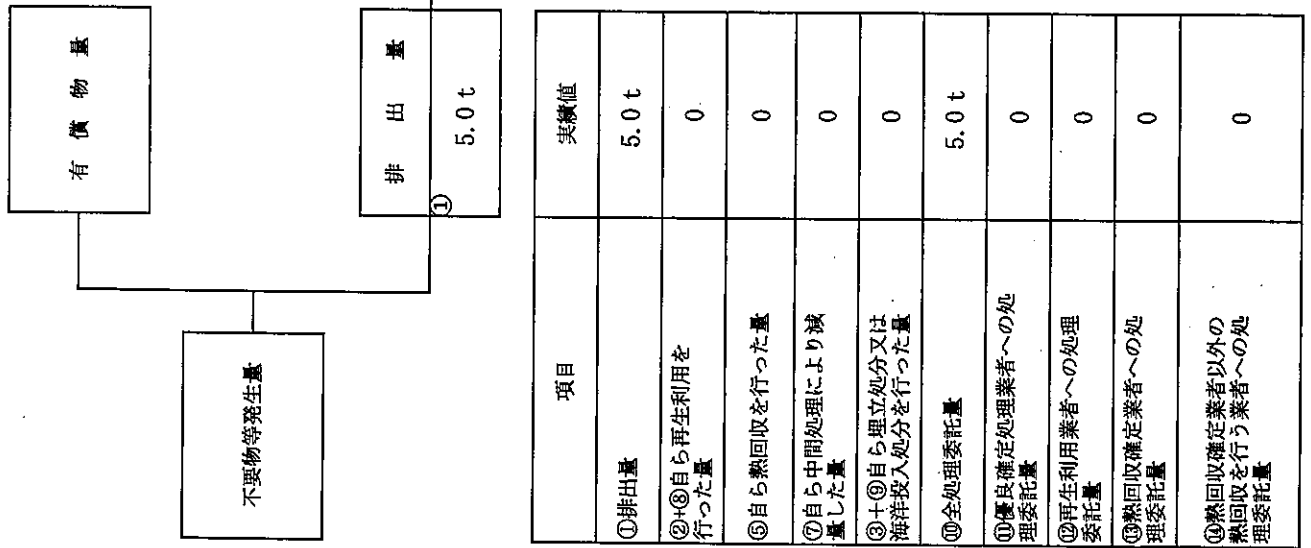 不要物等発生量
有償物量
排出量
①
5.0t
項目
実績値
①排出量
5.0t
②+⑧自ら再生利用を
行った量
0
⑤自ら熱回収を行った量
0
⑦自ら中間処理により減
量した量
0
③+⑨自ら埋立処分又は
海洋投入処分を行った量
0
⑩全処理委託量
5.0t
⑪優良確定処理業者への処
理委託量
0
⑫再生利用業者への処理
委託量
0
⑬熱回収確定業者への処
理委託量
0
⑭熱回収確定業者以外の
熱回収を行う業者への処
理委託量
0